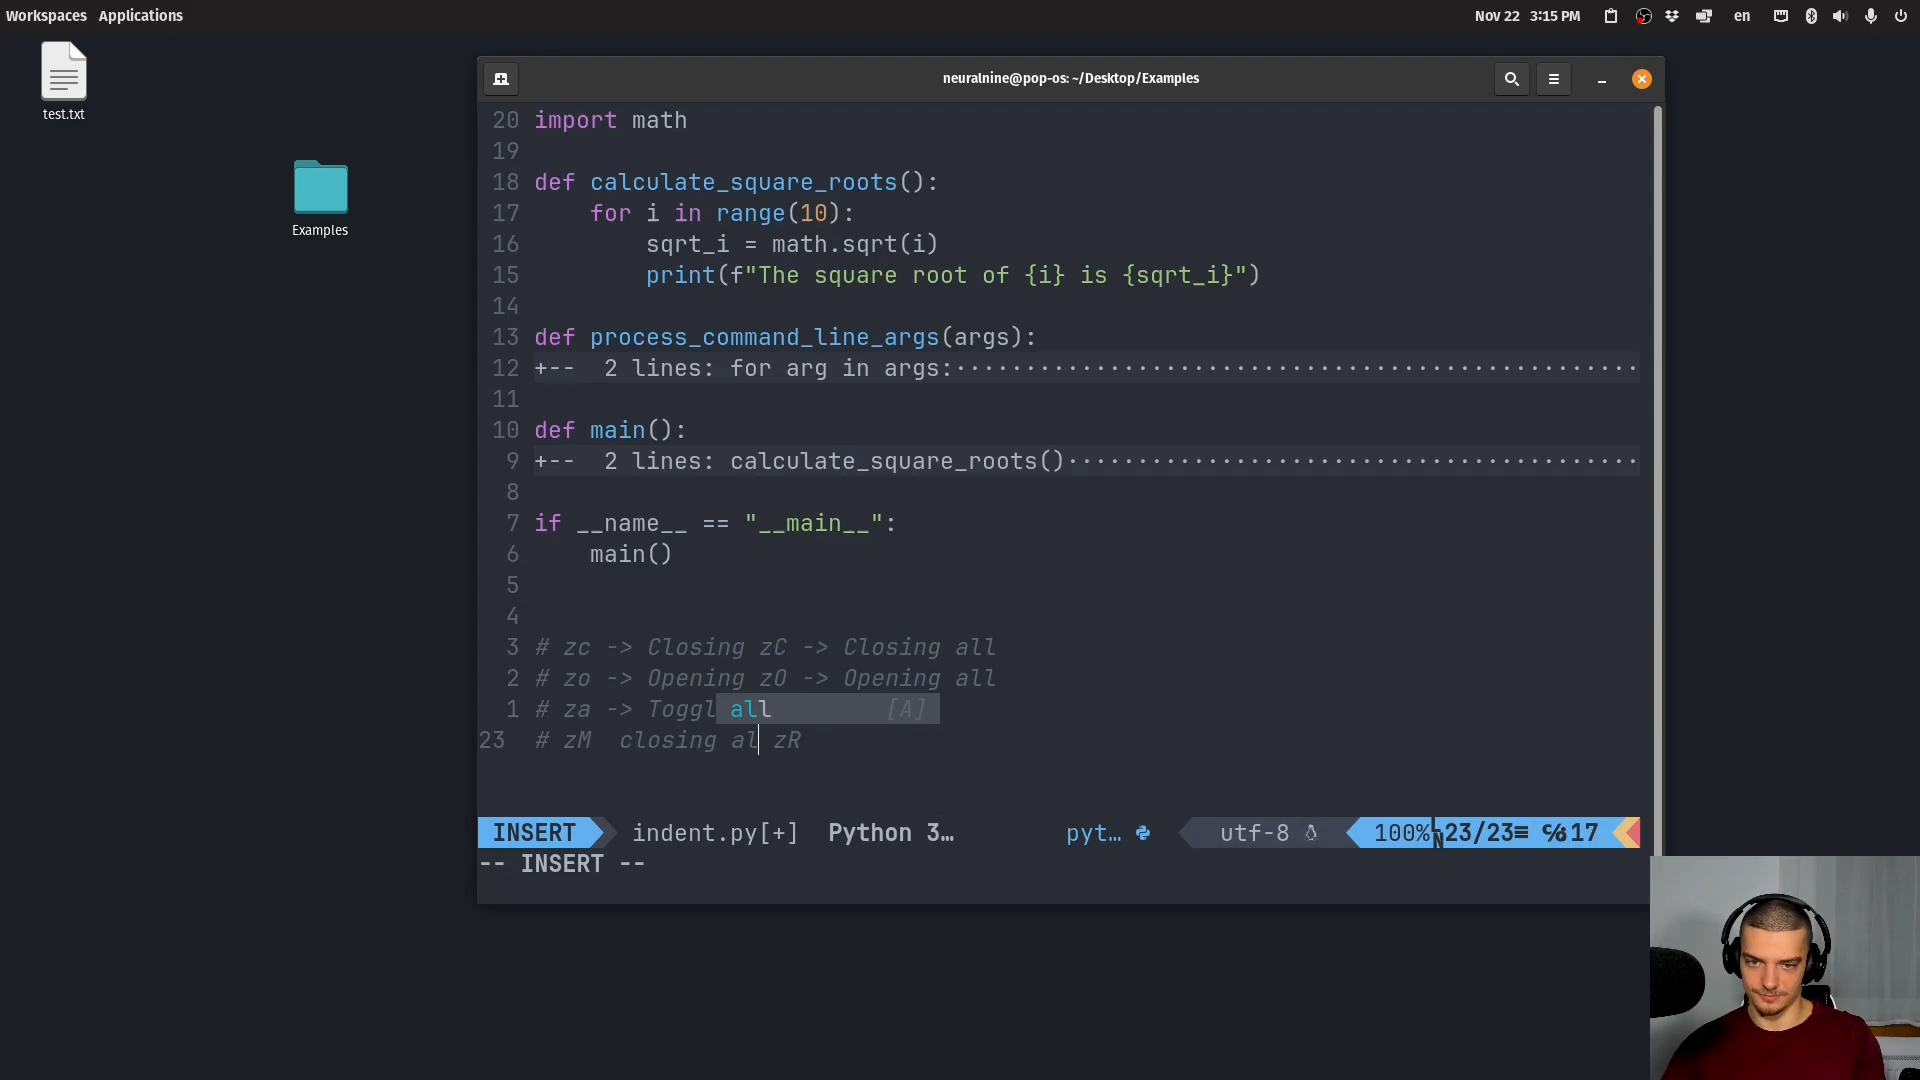 Workspaces Applications
Nov 22 3:15 PM en
test.txt
Examples
neuralnine@pop-os: ~/Desktop/Examples
20 import math
19
18 def calculate_square_roots():
17     for i in range(10):
16         sqrt_i = math.sqrt(i)
15         print(f"The square root of {i} is {sqrt_i}")
14
13 def process_command_line_args(args):
12 +--  2 lines: for arg in args:················································
11
10 def main():
9 +--  2 lines: calculate_square_roots()·········································
8
7 if __name__ == "__main__":
6     main()
5
4
3 # zc -> Closing zC -> Closing all
2 # zo -> Opening zO -> Opening all
1 # za -> Toggl all [A]
23 # zM  closing al zR
INSERT indent.py[+] Python 3… pyt… utf-8 100% 23/23 17
-- INSERT --